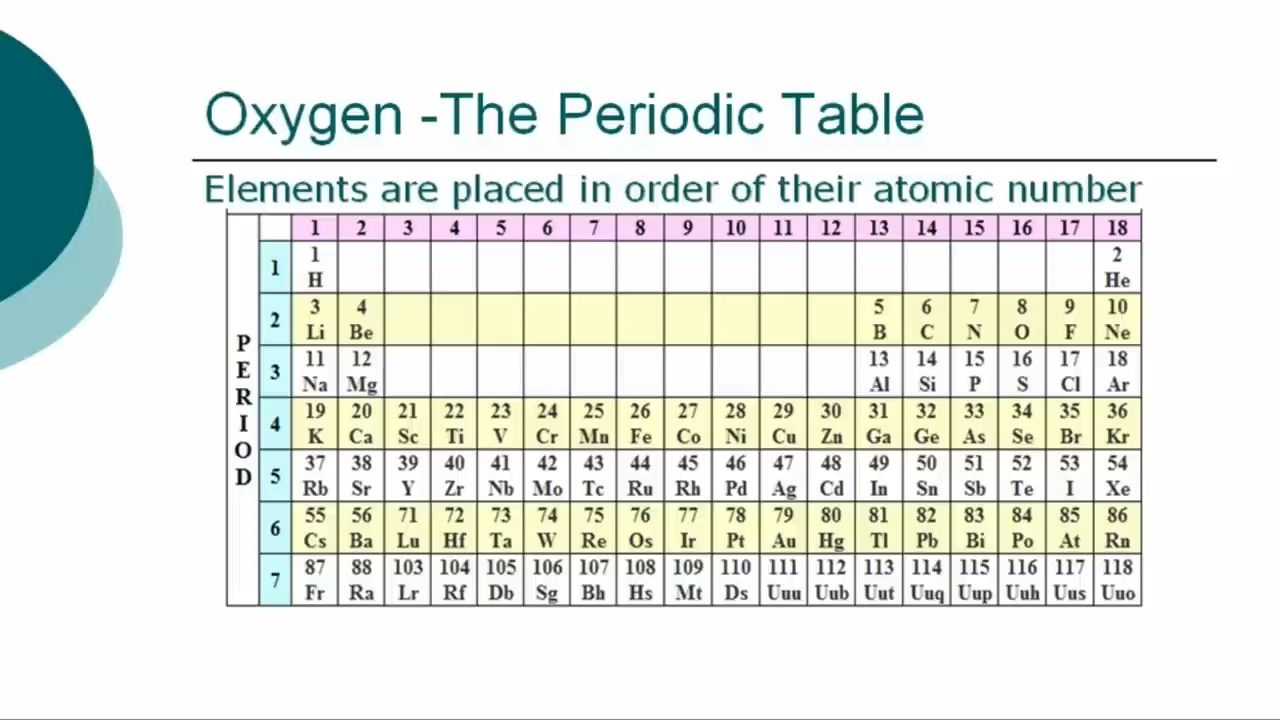 Oxygen -The Periodic Table
Elements are placed in order of their atomic number
PERIOD
1 2 3 4 5 6 7 8 9 10 11 12 13 14 15 16 17 18
1 1 2
H He
2 3 4 5 6 7 8 9 10
Li Be B C N O F Ne
3 11 12 13 14 15 16 17 18
Na Mg Al Si P S Cl Ar
4 19 20 21 22 23 24 25 26 27 28 29 30 31 32 33 34 35 36
K Ca Sc Ti V Cr Mn Fe Co Ni Cu Zn Ga Ge As Se Br Kr
5 37 38 39 40 41 42 43 44 45 46 47 48 49 50 51 52 53 54
Rb Sr Y Zr Nb Mo Tc Ru Rh Pd Ag Cd In Sn Sb Te I Xe
6 55 56 71 72 73 74 75 76 77 78 79 80 81 82 83 84 85 86
Cs Ba Lu Hf Ta W Re Os Ir Pt Au Hg Tl Pb Bi Po At Rn
7 87 88 103 104 105 106 107 108 109 110 111 112 113 114 115 116 117 118
Fr Ra Lr Rf Db Sg Bh Hs Mt Ds Uuu Uub Uut Uuq Uup Uuh Uus Uuo